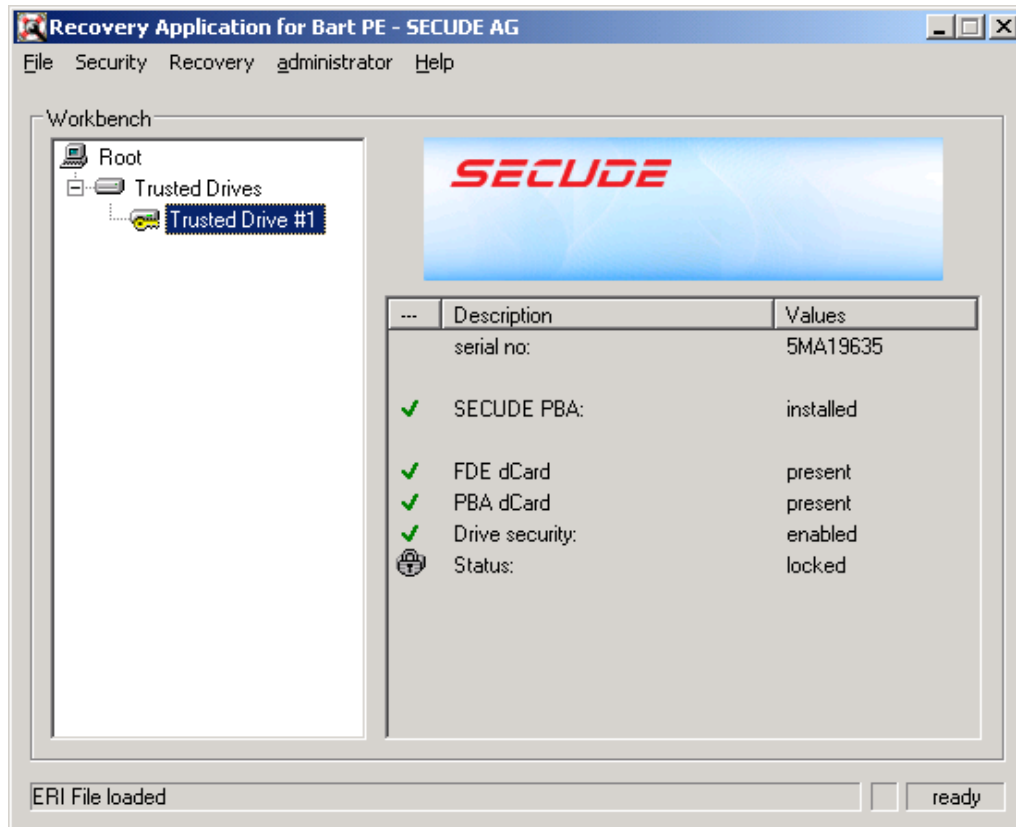 Recovery Application for Bart PE - SECUDE AG
File Security Recovery administrator Help
Workbench
Root
Trusted Drives
Trusted Drive #1
SECUDE
--- Description Values
serial no: 5MA19635
SECUDE PBA: installed
FDE dCard present
PBA dCard present
Drive security: enabled
Status: locked
ERI File loaded ready